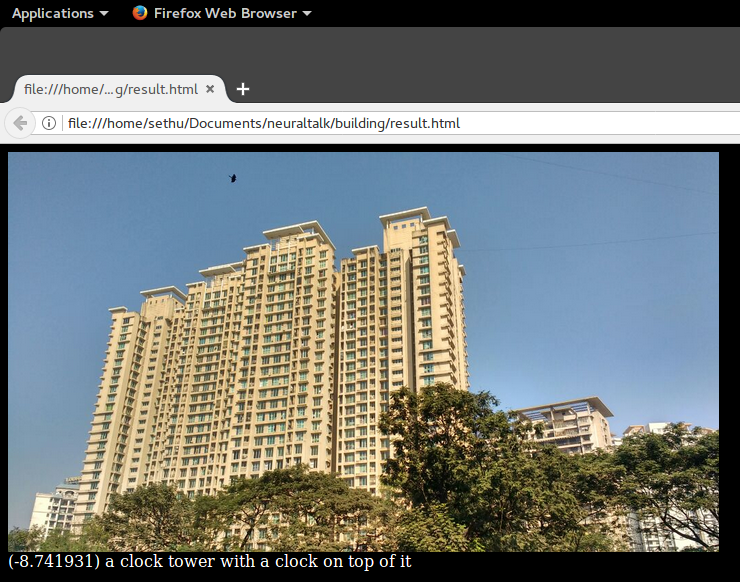 Applications Firefox Web Browser
file:///home/...g/result.html
file:///home/sethu/Documents/neuraltalk/building/result.html
(-8.741931) a clock tower with a clock on top of it